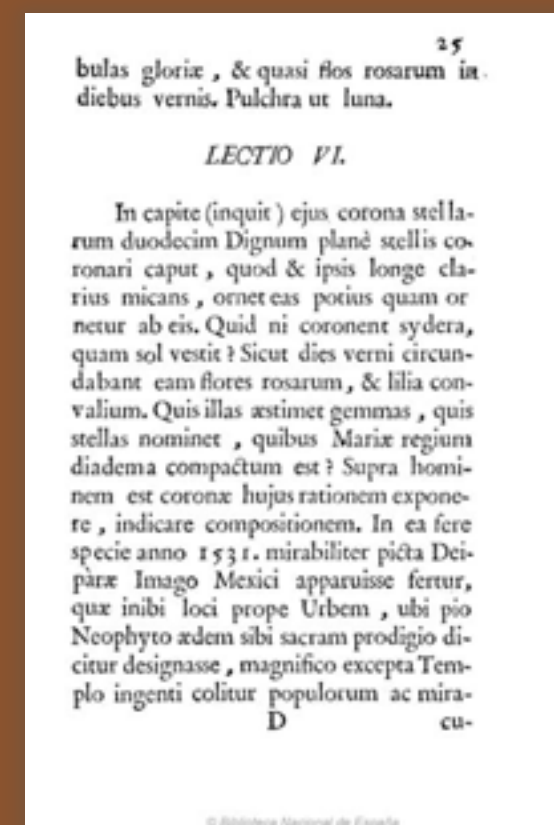 25
bulas gloriæ , & quasi flos rosarum in
diebus vernis. Pulchra ut luna.
LECTIO VI.
In capite (inquit ) ejus corona stella-
rum duodecim Dignum planè stellis co-
ronari caput , quod & ipsis longe cla-
rius micans , ornet eas potius quam or
netur ab eis. Quid ni coronent sydera,
quam sol vestit ? Sicut dies verni circun-
dabant eam flores rosarum , & lilia con-
valium. Quis illas æstimet gemmas , quis
stellas nominet , quibus Mariæ regium
diadema compactum est ? Supra homi-
nem est coronæ hujus rationem expone-
re , indicare compositionem. In ea fere
specie anno 1531. mirabiliter picta Dei-
pàræ Imago Mexici apparuisse fertur,
quæ inibi loci prope Urbem , ubi pio
Neophyto ædem sibi sacram prodigio di-
citur designasse , magnifico excepta Tem-
plo ingenti colitur populorum ac mira-
D cu-
© Biblioteca Nacional de España